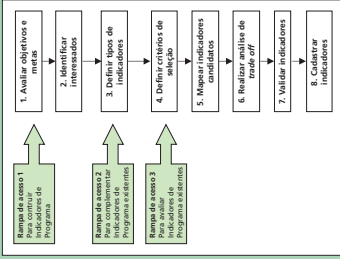 1. Avaliar objetivos e
metas
2. Identificar
interessados
3. Definir tipos de
indicadores
4. Definir critérios de
seleção
5. Mapear indicadores
candidatos
6. Realizar análise de
trade off
7. Validar indicadores
8. Cadastrar
indicadores
Rampa de acesso 1
Para contruir
Indicadores de
Programa
Rampa de acesso 2
Para complementar
Indicadores de
Programa existentes
Rampa de acesso 3
Para avaliar
Indicadores de
Programa existentes